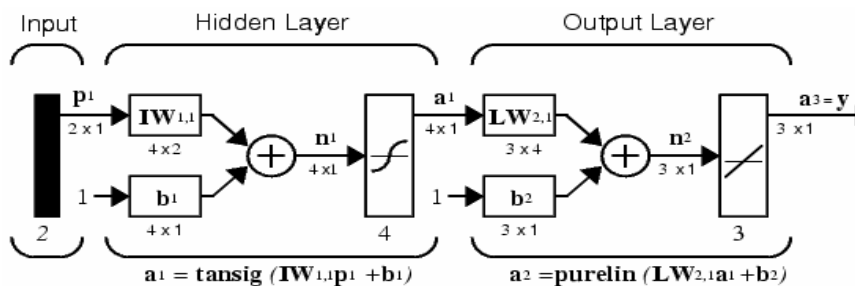 Input Hidden Layer Output Layer
p1 a1 a3 = y
IW1,1 LW2,1
2 x 1 n1 4 x 1 n2 3 x 1
4 x 2 3 x 4
4 x1 3 x 1
1 b1 1 b2
2 4 x 1 4 3 x 1 3
a1 = tansig (IW1,1p1 +b1) a2 =purelin (LW2,1a1 +b2)